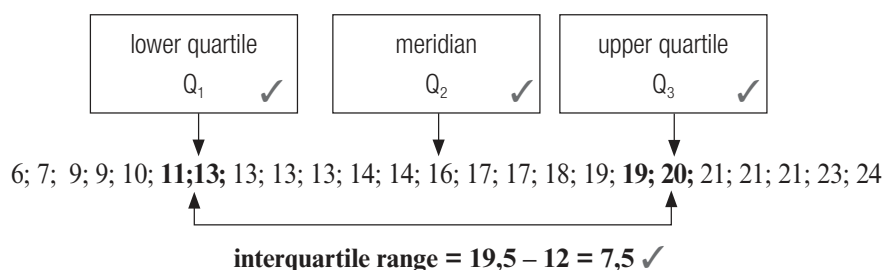 lower quartile
Q₁ ✓
meridian
Q₂ ✓
upper quartile
Q₃ ✓
6; 7; 9; 9; 10; 11;13; 13; 13; 13; 14; 14; 16; 17; 17; 18; 19; 19; 20; 21; 21; 21; 23; 24
interquartile range = 19,5 – 12 = 7,5 ✓